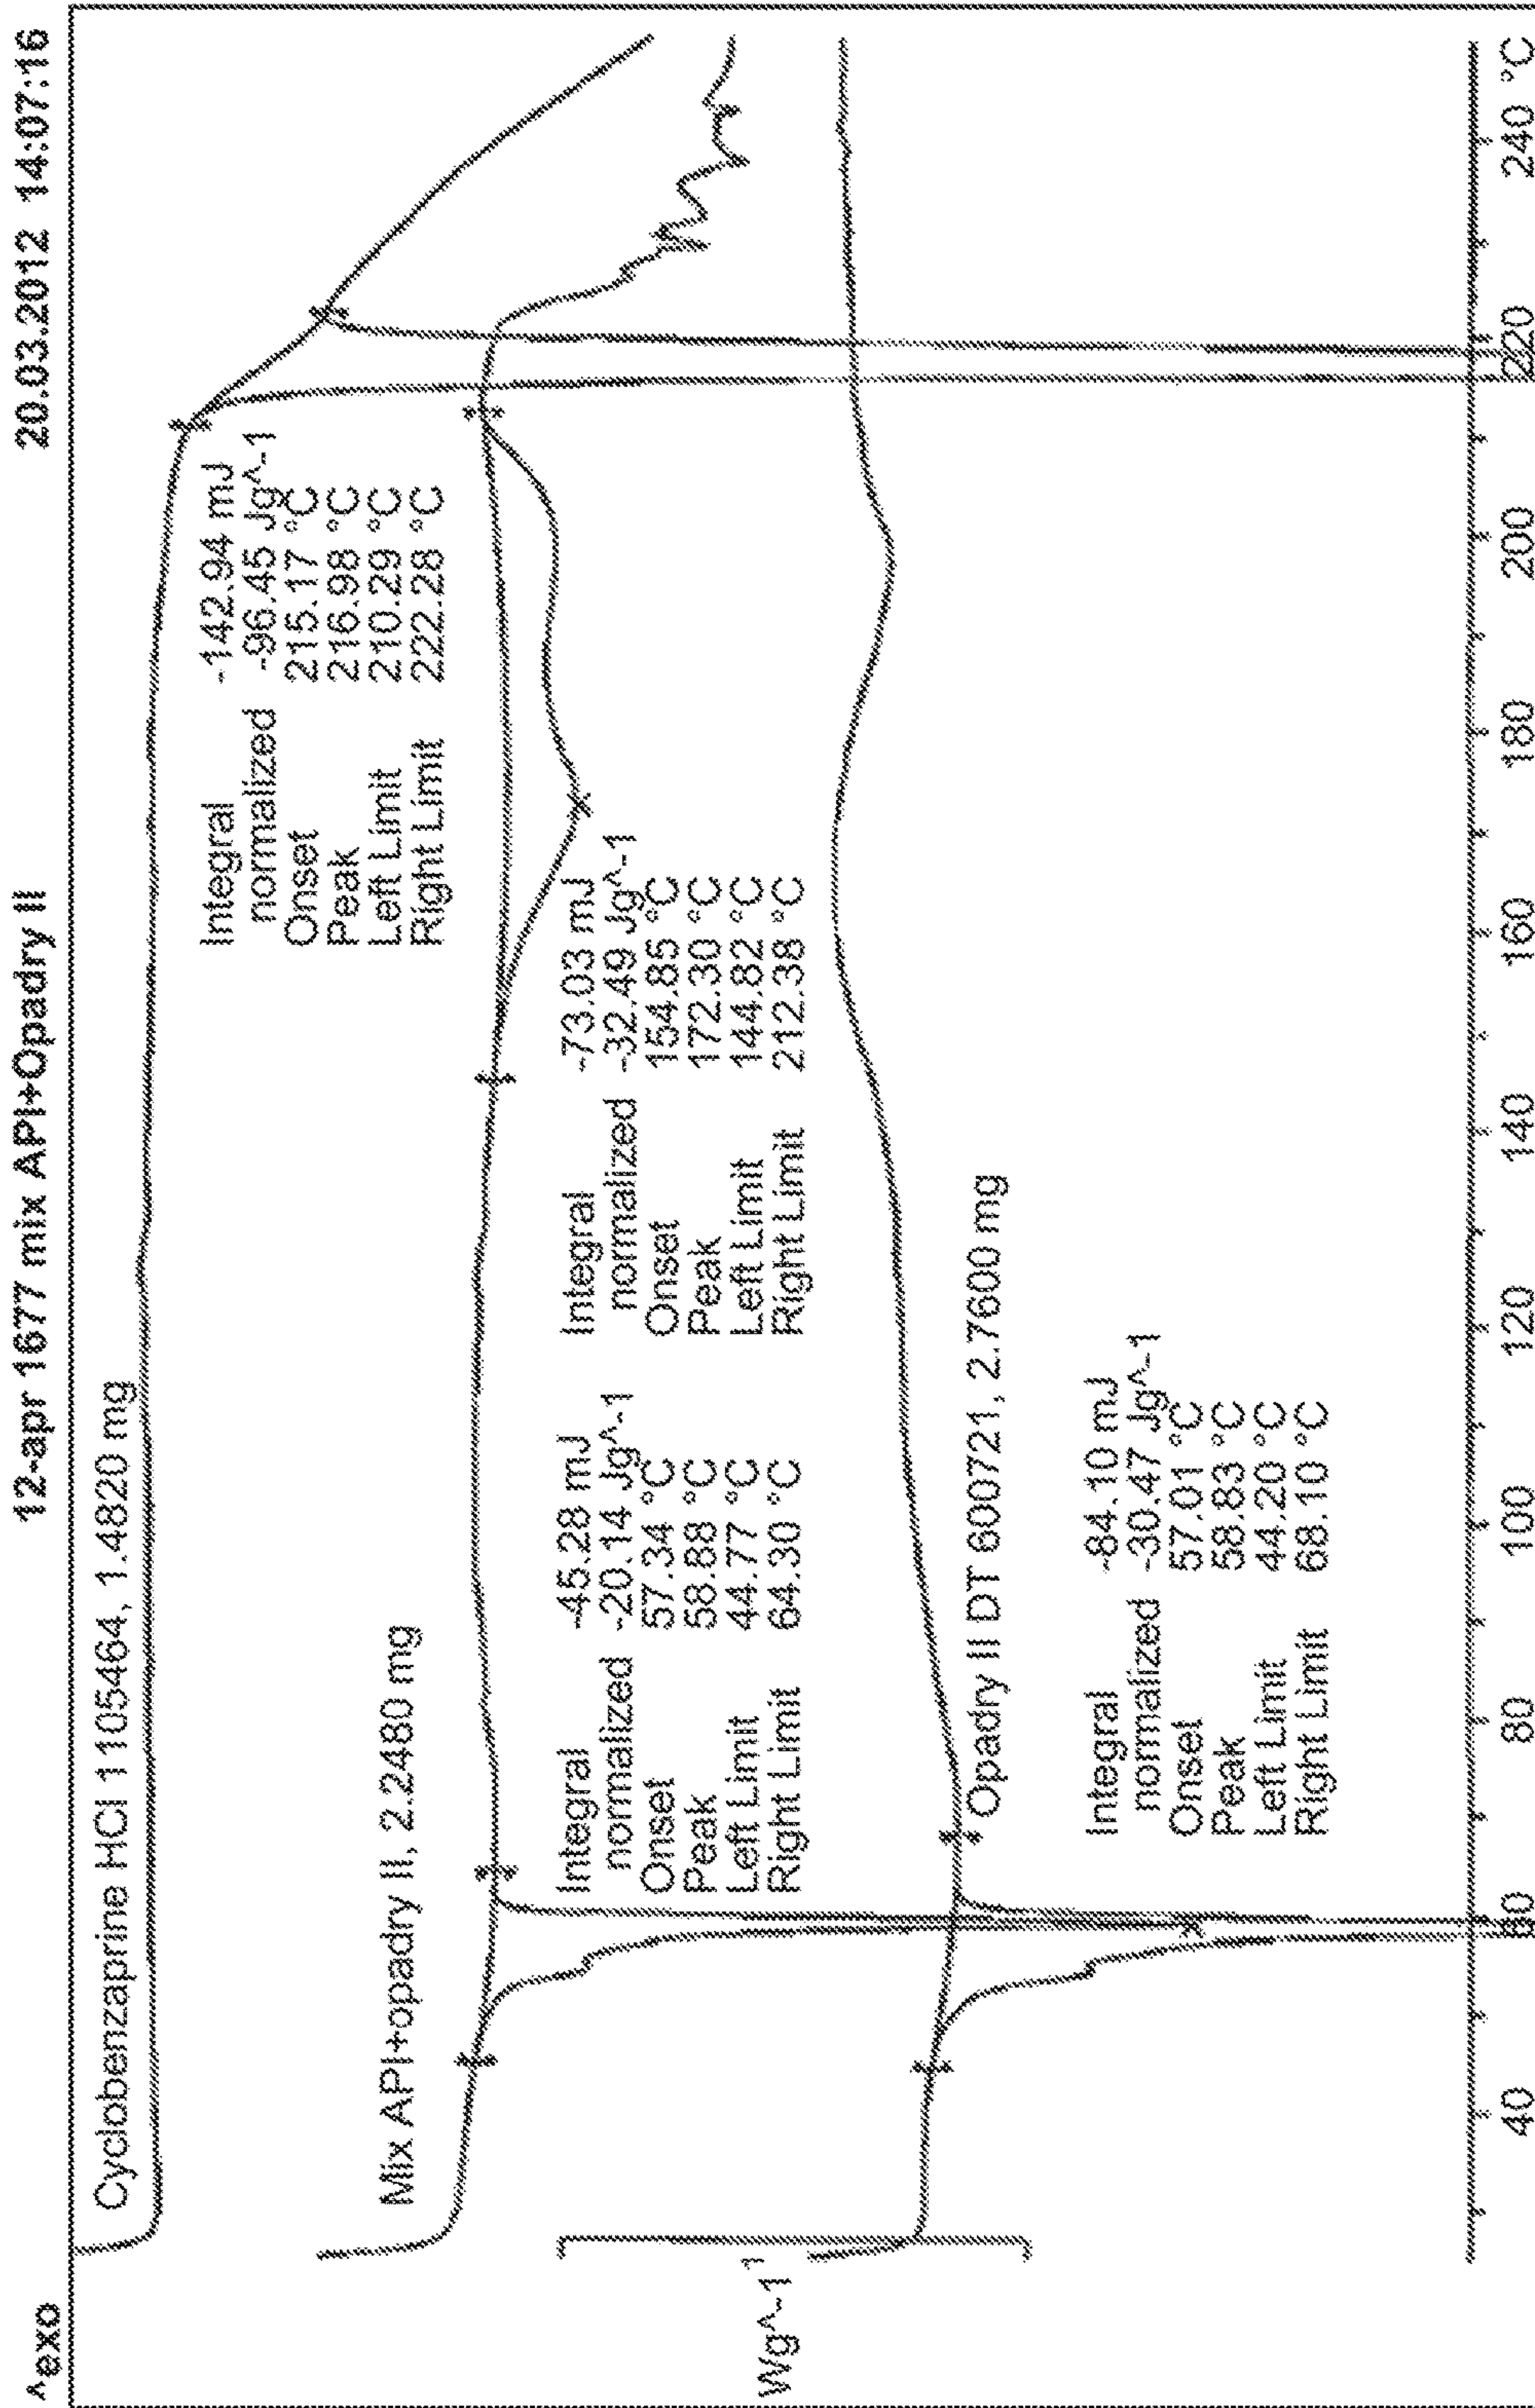 ^exo
12-apr 1677 mix API+Opadry II
20.03.2012 14:07:16
Cyclobenzaprine HCl 1105464, 1.4820 mg
Integral -142.94 mJ
normalized -96.45 Jg^-1
Onset 215.17 °C
Peak 216.98 °C
Left Limit 210.29 °C
Right Limit 222.28 °C
Mix API+opadry II, 2.2480 mg
Integral -45.28 mJ
normalized -20.14 Jg^-1
Onset 57.34 °C
Peak 58.88 °C
Left Limit 44.77 °C
Right Limit 64.30 °C
Integral -73.03 mJ
normalized -32.49 Jg^-1
Onset 154.85 °C
Peak 172.30 °C
Left Limit 144.82 °C
Right Limit 212.38 °C
1
Wg^-1
Opadry II DT 600721, 2.7600 mg
Integral -84.10 mJ
normalized -30.47 Jg^-1
Onset 57.01 °C
Peak 58.83 °C
Left Limit 44.20 °C
Right Limit 68.10 °C
40 60 80 100 120 140 160 180 200 220 240 °C